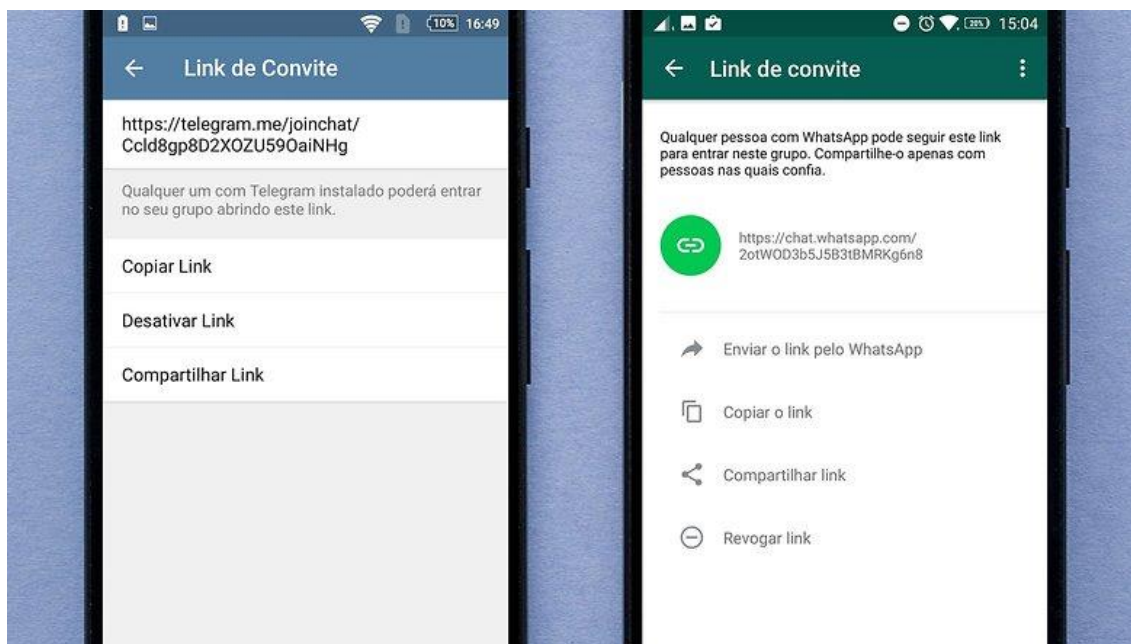 10% 16:49
Link de Convite
https://telegram.me/joinchat/
Ccld8gp8D2XOZU59OaiNHg
Qualquer um com Telegram instalado poderá entrar
no seu grupo abrindo este link.
Copiar Link
Desativar Link
Compartilhar Link
20% 15:04
Link de convite
Qualquer pessoa com WhatsApp pode seguir este link
para entrar neste grupo. Compartilhe-o apenas com
pessoas nas quais confia.
https://chat.whatsapp.com/
2otWOD3b5J5B3tBMRKg6n8
Enviar o link pelo WhatsApp
Copiar o link
Compartilhar link
Revogar link